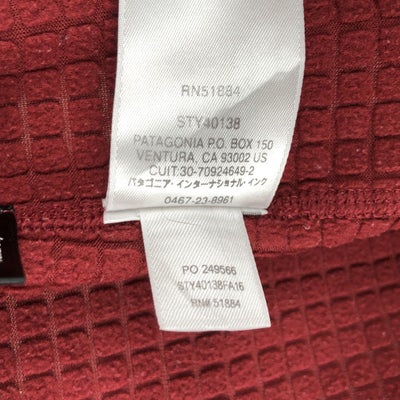 RN51884
STY40138
PATAGONIA P.O. BOX 150
VENTURA, CA 93002 US
CUIT:30-70924649-2
パタゴニア・インターナショナル・インク
0467-23-8961
PO 249566
STY40138FA16
RN# 51884